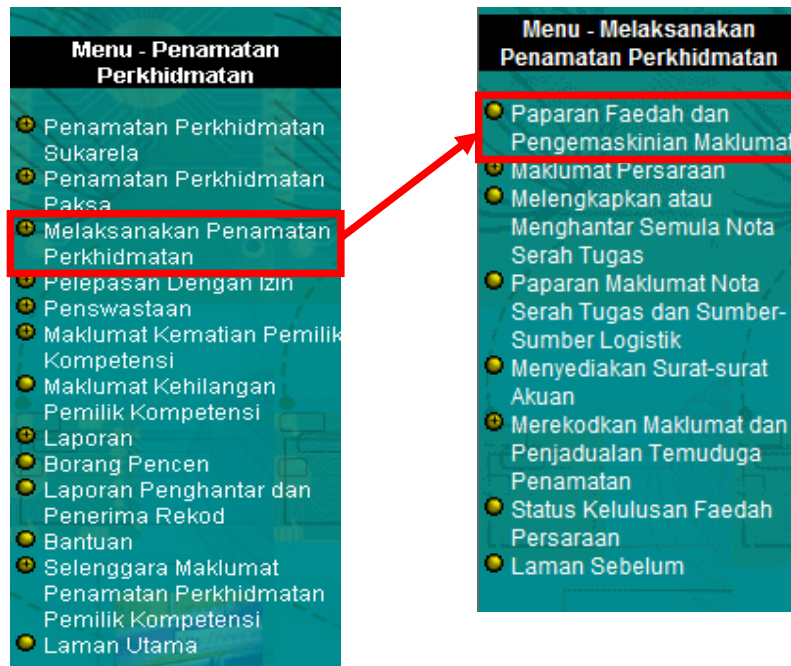 Menu - Penamatan
Perkhidmatan
Penamatan Perkhidmatan
Sukarela
Penamatan Perkhidmatan
Paksa
Melaksanakan Penamatan
Perkhidmatan
Pelepasan Dengan Izin
Penswastaan
Maklumat Kematian Pemilik
Kompetensi
Maklumat Kehilangan
Pemilik Kompetensi
Laporan
Borang Pencen
Laporan Penghantar dan
Penerima Rekod
Bantuan
Selenggara Maklumat
Penamatan Perkhidmatan
Pemilik Kompetensi
Laman Utama
Menu - Melaksanakan
Penamatan Perkhidmatan
Paparan Faedah dan
Pengemaskinian Maklumat
Maklumat Persaraan
Melengkapkan atau
Menghantar Semula Nota
Serah Tugas
Paparan Maklumat Nota
Serah Tugas dan Sumber-
Sumber Logistik
Menyediakan Surat-surat
Akuan
Merekodkan Maklumat dan
Penjadualan Temuduga
Penamatan
Status Kelulusan Faedah
Persaraan
Laman Sebelum